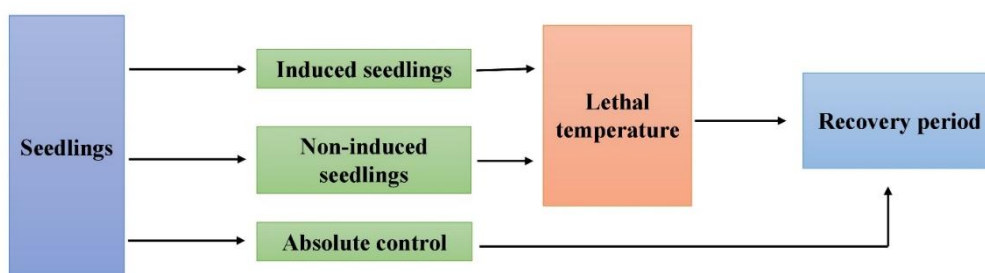 Seedlings
Induced seedlings
Non-induced
seedlings
Absolute control
Lethal
temperature
Recovery period